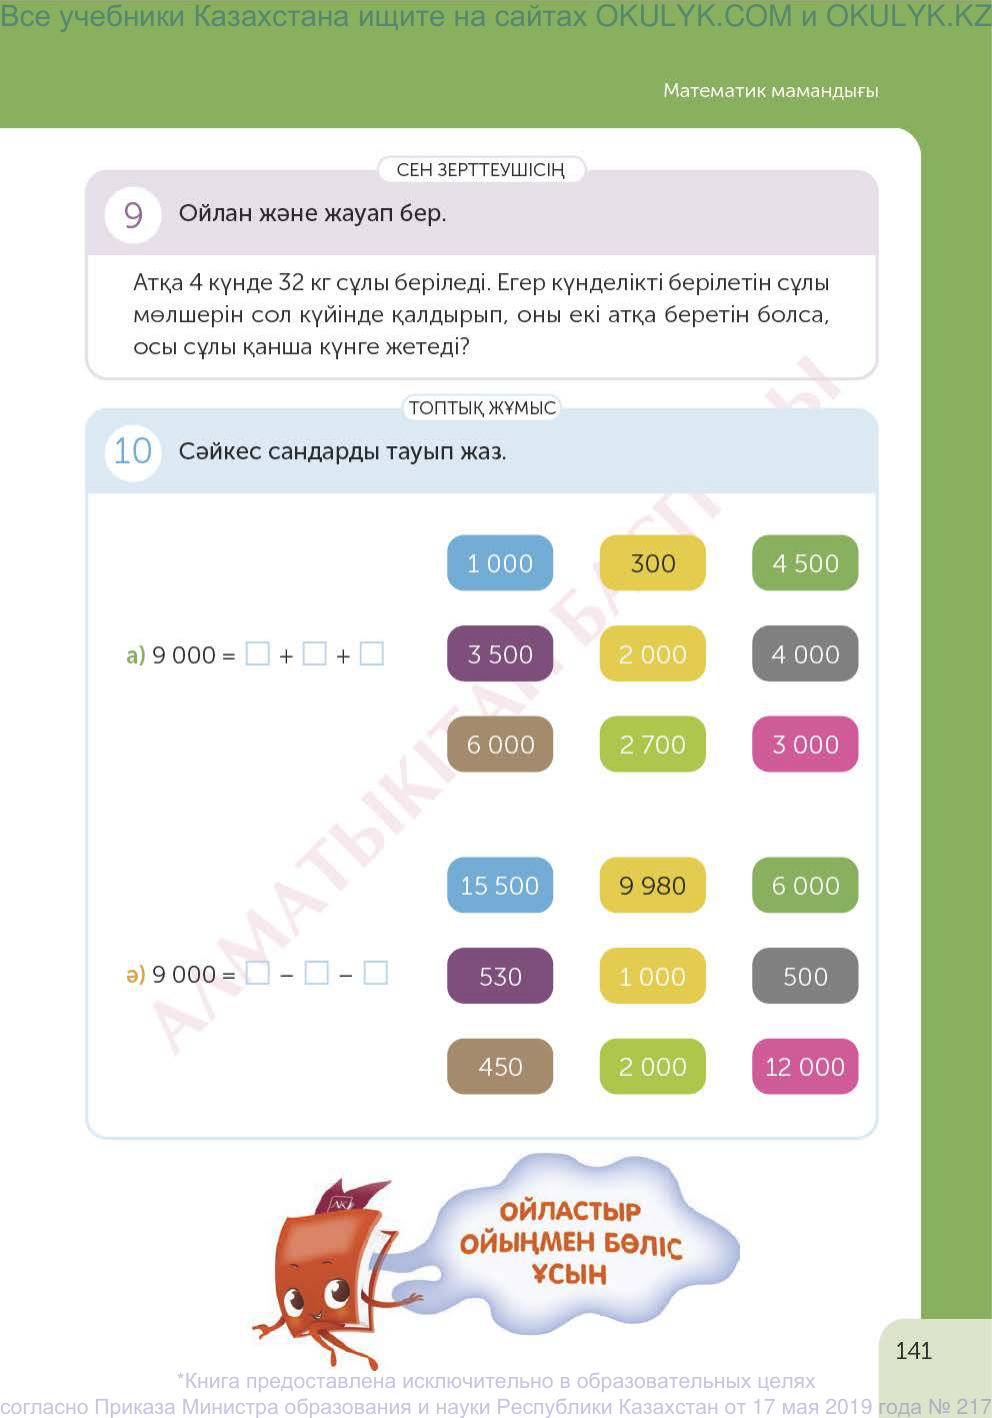 Все учебники Казахстана ищите на сайтах OKULYK.COM и OKULYK.KZ
Математик мамандығы
СЕН ЗЕРТТЕУШІСІҢ
9 Ойлан және жауап бер.
Атқа 4 күнде 32 кг сұлы беріледі. Егер күнделікті берілетін сұлы
мөлшерін сол күйінде қалдырып, оны екі атқа беретін болса,
осы сұлы қанша күнге жетеді?
ТОПТЫҚ ЖҰМЫС
10 Сәйкес сандарды тауып жаз.
1 000 300 4 500
а) 9 000 = □ + □ + □
3 500 2 000 4 000
6 000 2 700 3 000
15 500 9 980 6 000
ә) 9 000 = □ – □ – □
530 1 000 500
450 2 000 12 000
АК
ОЙЛАСТЫР
ОЙЫҢМЕН БӨЛІС
ҰСЫН
141
*Книга предоставлена исключительно в образовательных целях
согласно Приказа Министра образования и науки Республики Казахстан от 17 мая 2019 года № 217